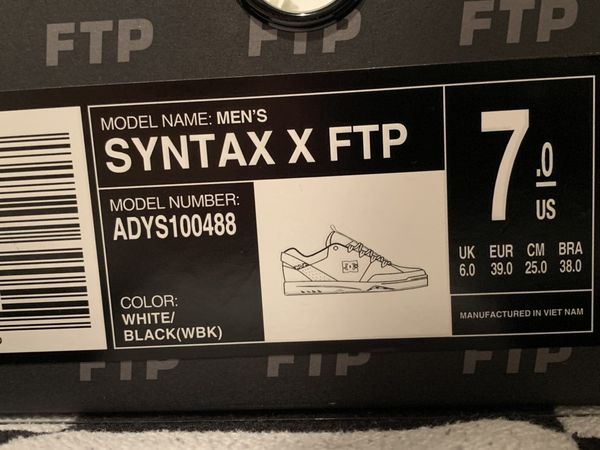 FTP FTP FTP
MODEL NAME: MEN'S
SYNTAX X FTP
MODEL NUMBER:
ADYS100488
COLOR:
WHITE/
BLACK(WBK)
7.0
US
UK EUR CM BRA
6.0 39.0 25.0 38.0
MANUFACTURED IN VIET NAM
FTP FTP FTP